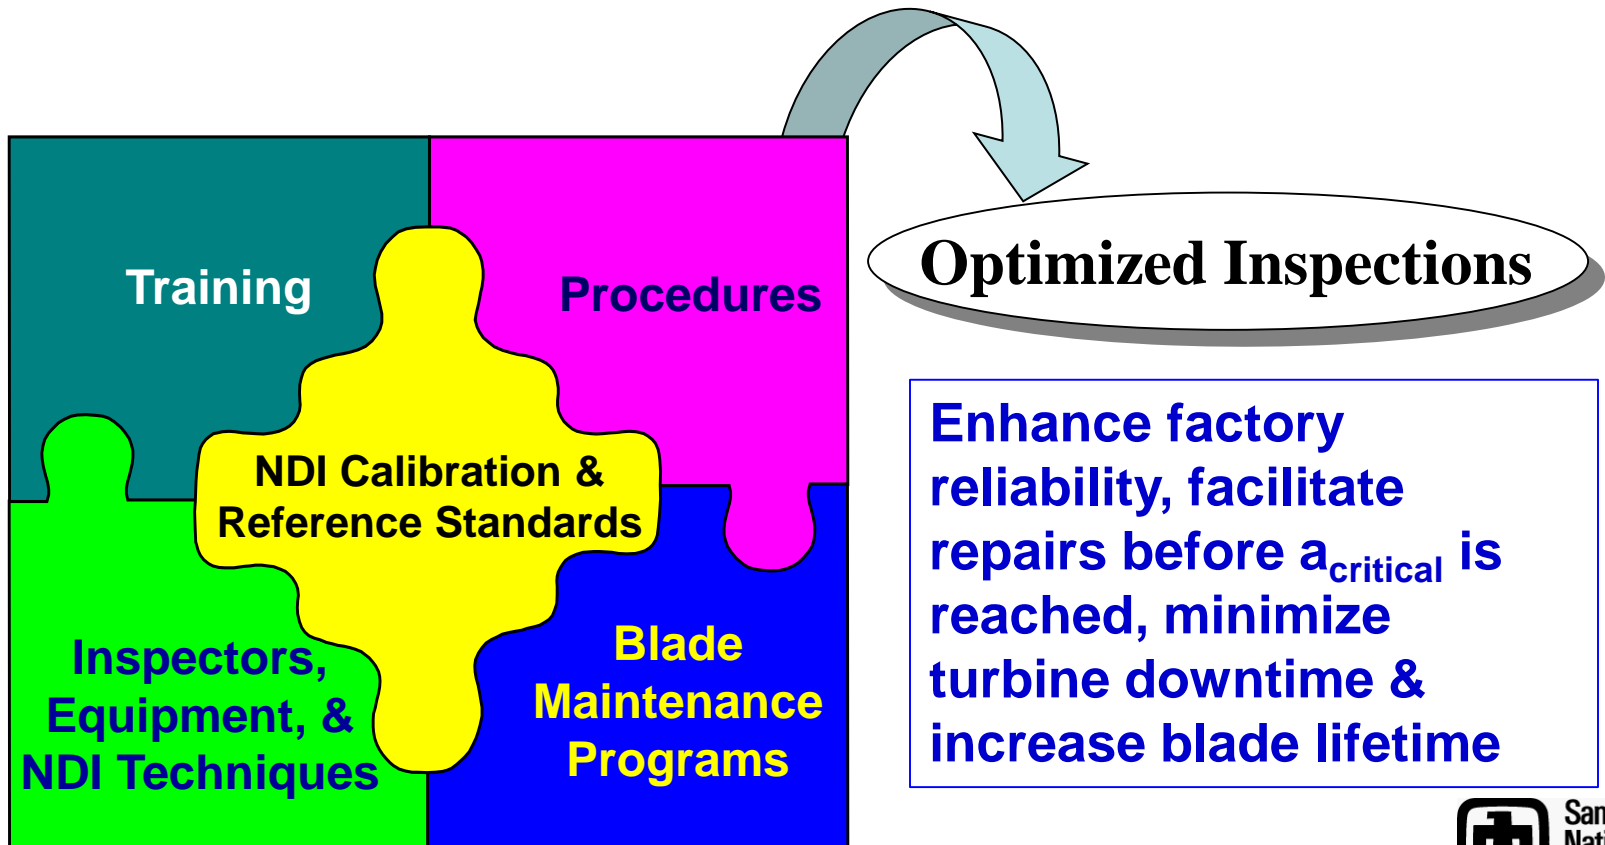 Training
Procedures
Optimized Inspections
NDI Calibration &
Reference Standards
Inspectors,
Equipment, &
NDI Techniques
Blade
Maintenance
Programs
Enhance factory
reliability, facilitate
repairs before a_critical is
reached, minimize
turbine downtime &
increase blade lifetime